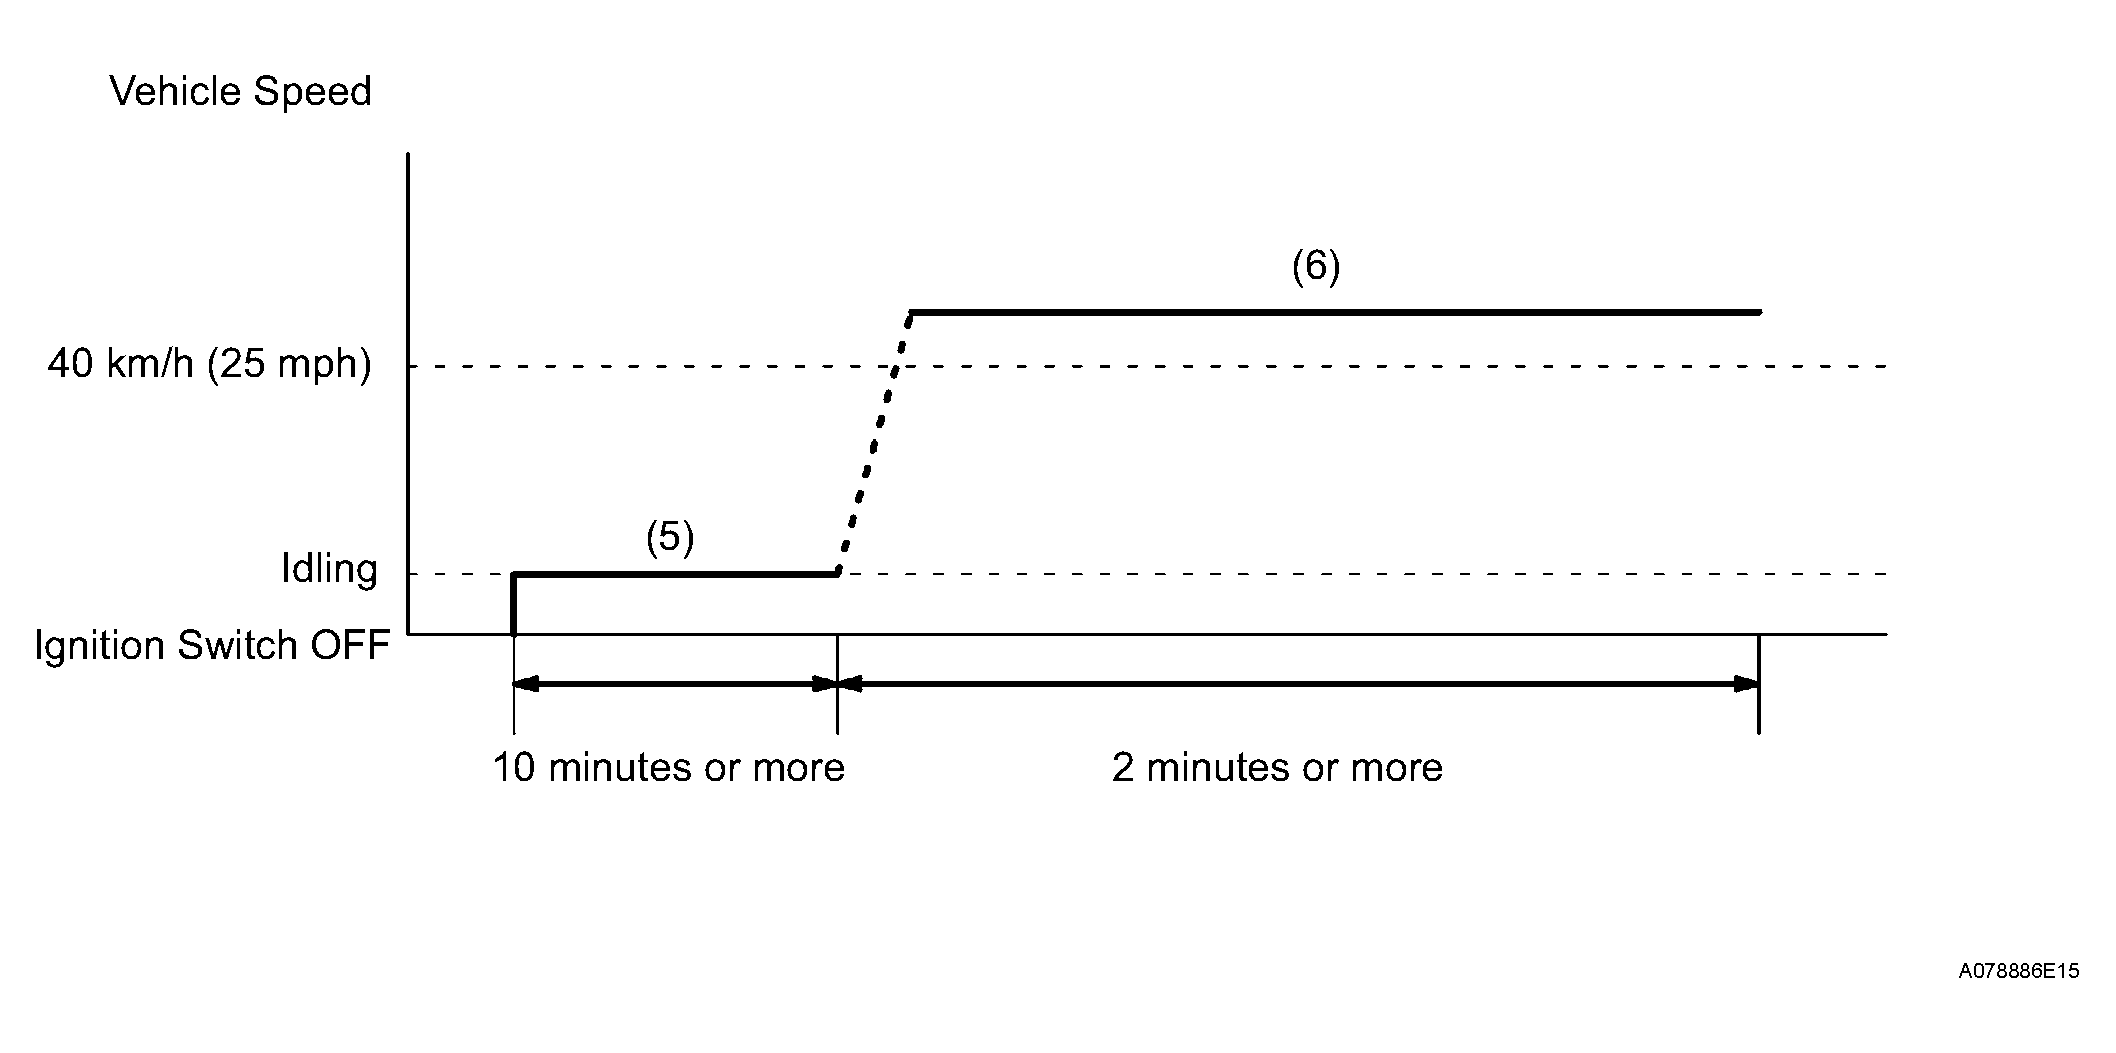 Vehicle Speed
(6)
40 km/h (25 mph)
(5)
Idling
Ignition Switch OFF
10 minutes or more
2 minutes or more
A078886E15